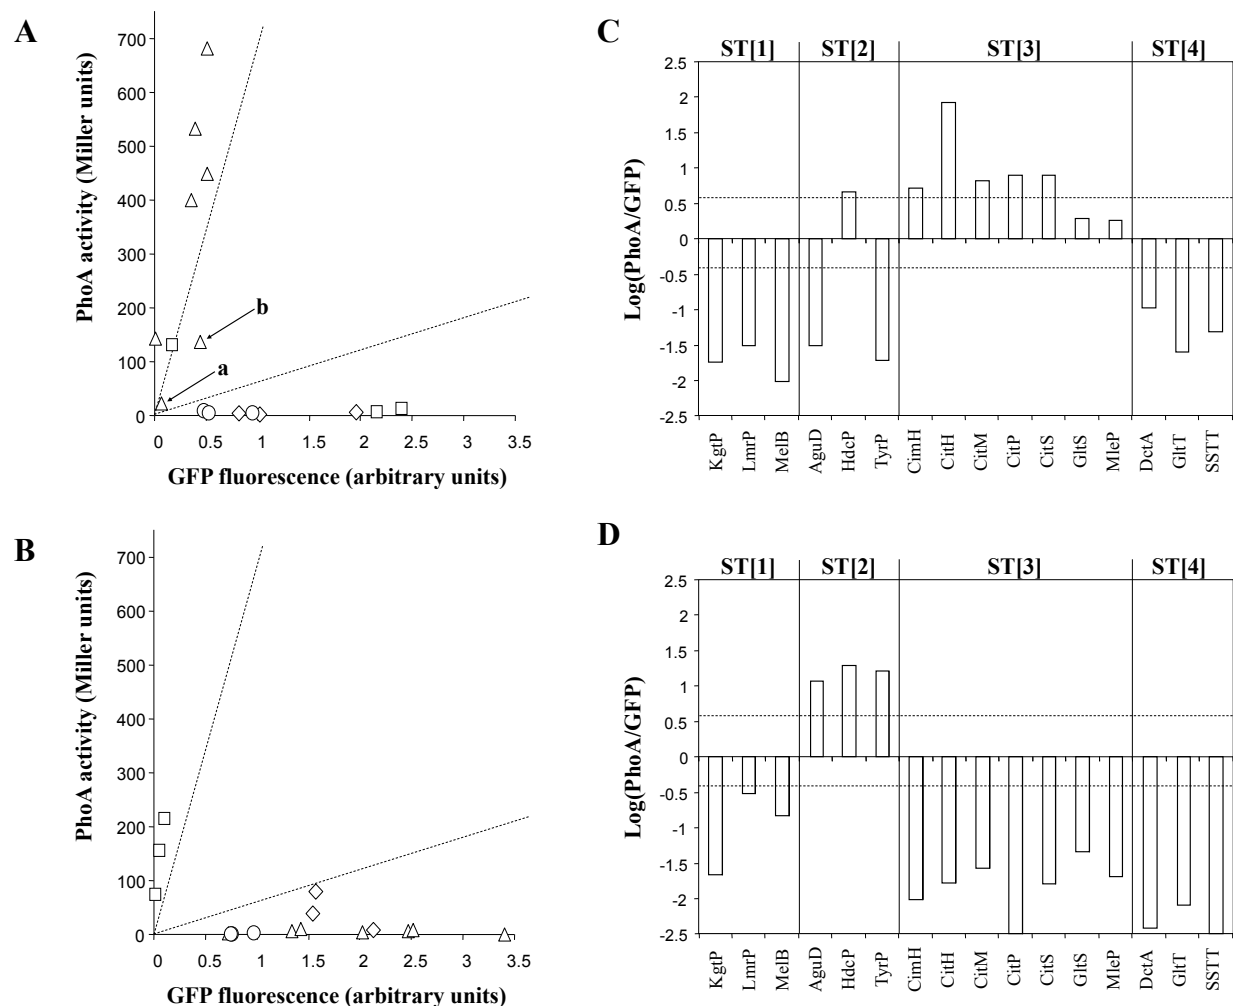 A
PhoA activity (Miller units)
700
600
500
400
300
200
100
0
b
a
0 0.5 1 1.5 2 2.5 3 3.5
GFP fluorescence (arbitrary units)
B
PhoA activity (Miller units)
700
600
500
400
300
200
100
0
0 0.5 1 1.5 2 2.5 3 3.5
GFP fluorescence (arbitrary units)
C
ST[1] ST[2] ST[3] ST[4]
Log(PhoA/GFP)
2.5
2
1.5
1
0.5
0
-0.5
-1
-1.5
-2
-2.5
KgtP
LmrP
MelB
AguD
HdcP
TyrP
CimH
CitH
CitM
CitP
CitS
GltS
MleP
DctA
GltT
SSTT
D
ST[1] ST[2] ST[3] ST[4]
Log(PhoA/GFP)
2.5
2
1.5
1
0.5
0
-0.5
-1
-1.5
-2
-2.5
KgtP
LmrP
MelB
AguD
HdcP
TyrP
CimH
CitH
CitM
CitP
CitS
GltS
MleP
DctA
GltT
SSTT